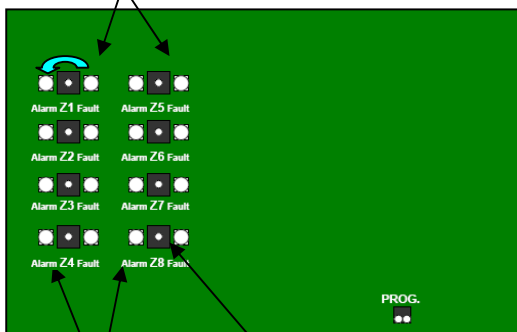 Alarm Z1 Fault Alarm Z5 Fault
Alarm Z2 Fault Alarm Z6 Fault
Alarm Z3 Fault Alarm Z7 Fault
Alarm Z4 Fault Alarm Z8 Fault
PROG.